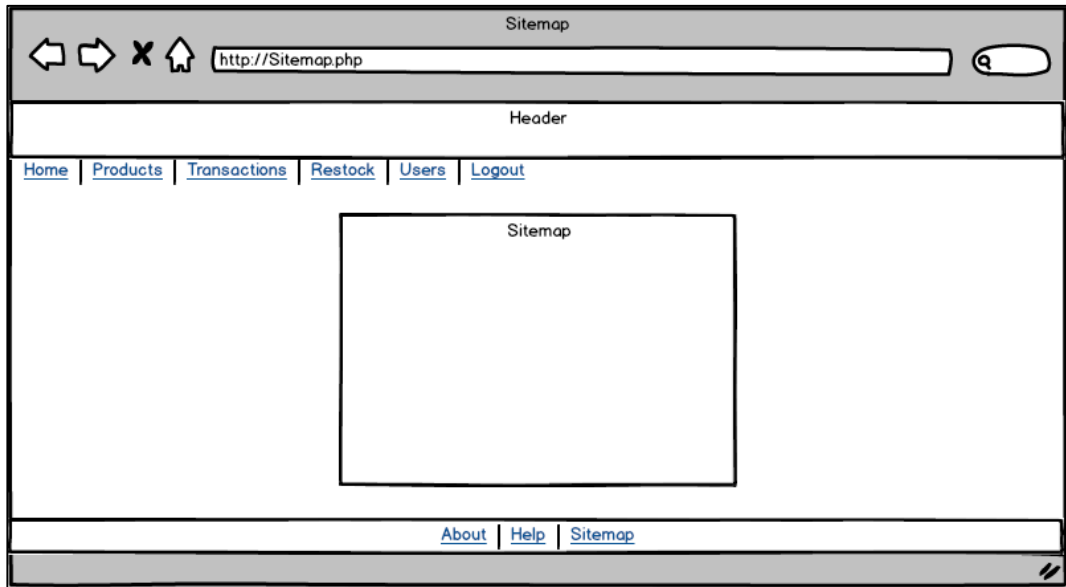 Sitemap
http://Sitemap.php
Header
Home | Products | Transactions | Restock | Users | Logout
Sitemap
About | Help | Sitemap